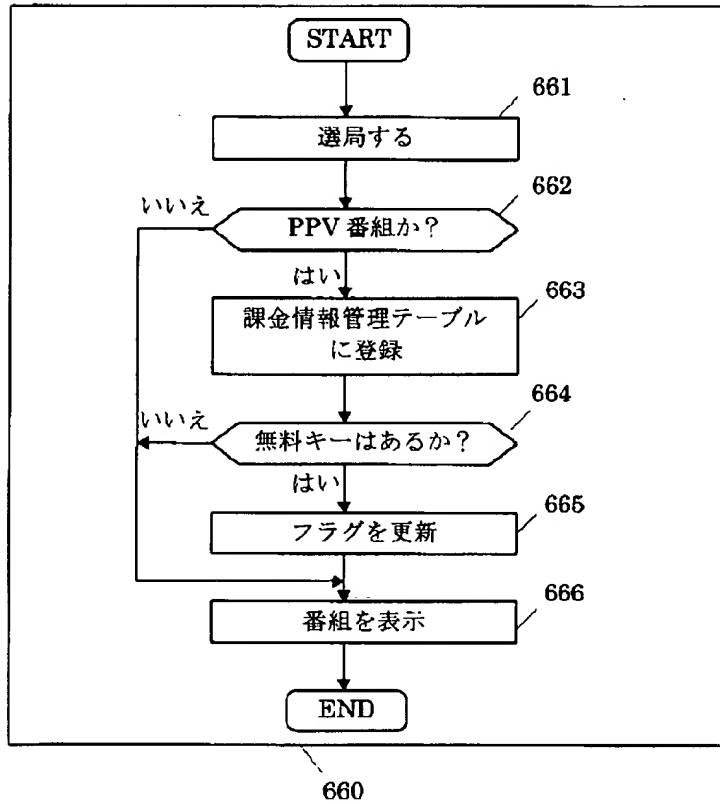 START
661
選局する
662
いいえ
PPV 番組か?
はい
663
課金情報管理テーブル
に登録
664
いいえ
無料キーはあるか?
はい
665
フラグを更新
666
番組を表示
END
660